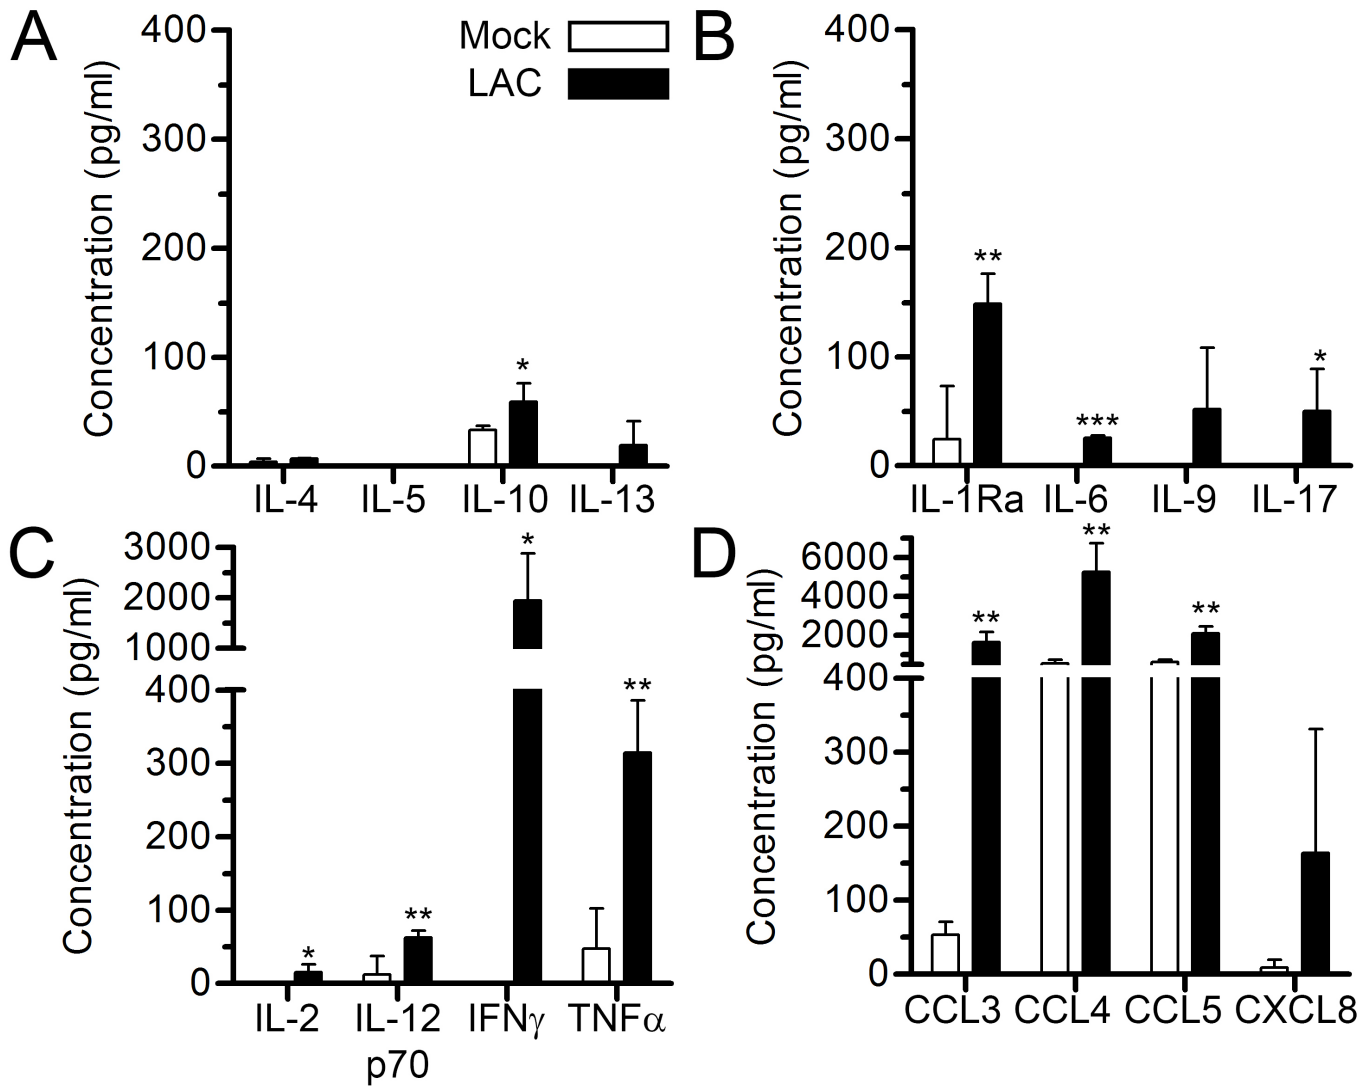 A
Concentration (pg/ml)
400
300
200
100
0
Mock
LAC
*
IL-4
IL-5
IL-10
IL-13
B
Concentration (pg/ml)
400
300
200
100
0
**
***
*
IL-1Ra
IL-6
IL-9
IL-17
C
Concentration (pg/ml)
3000
2000
1000
400
300
200
100
0
*
**
*
**
IL-2
IL-12
p70
IFNγ
TNFα
D
Concentration (pg/ml)
6000
4000
2000
400
300
200
100
0
**
**
**
CCL3
CCL4
CCL5
CXCL8